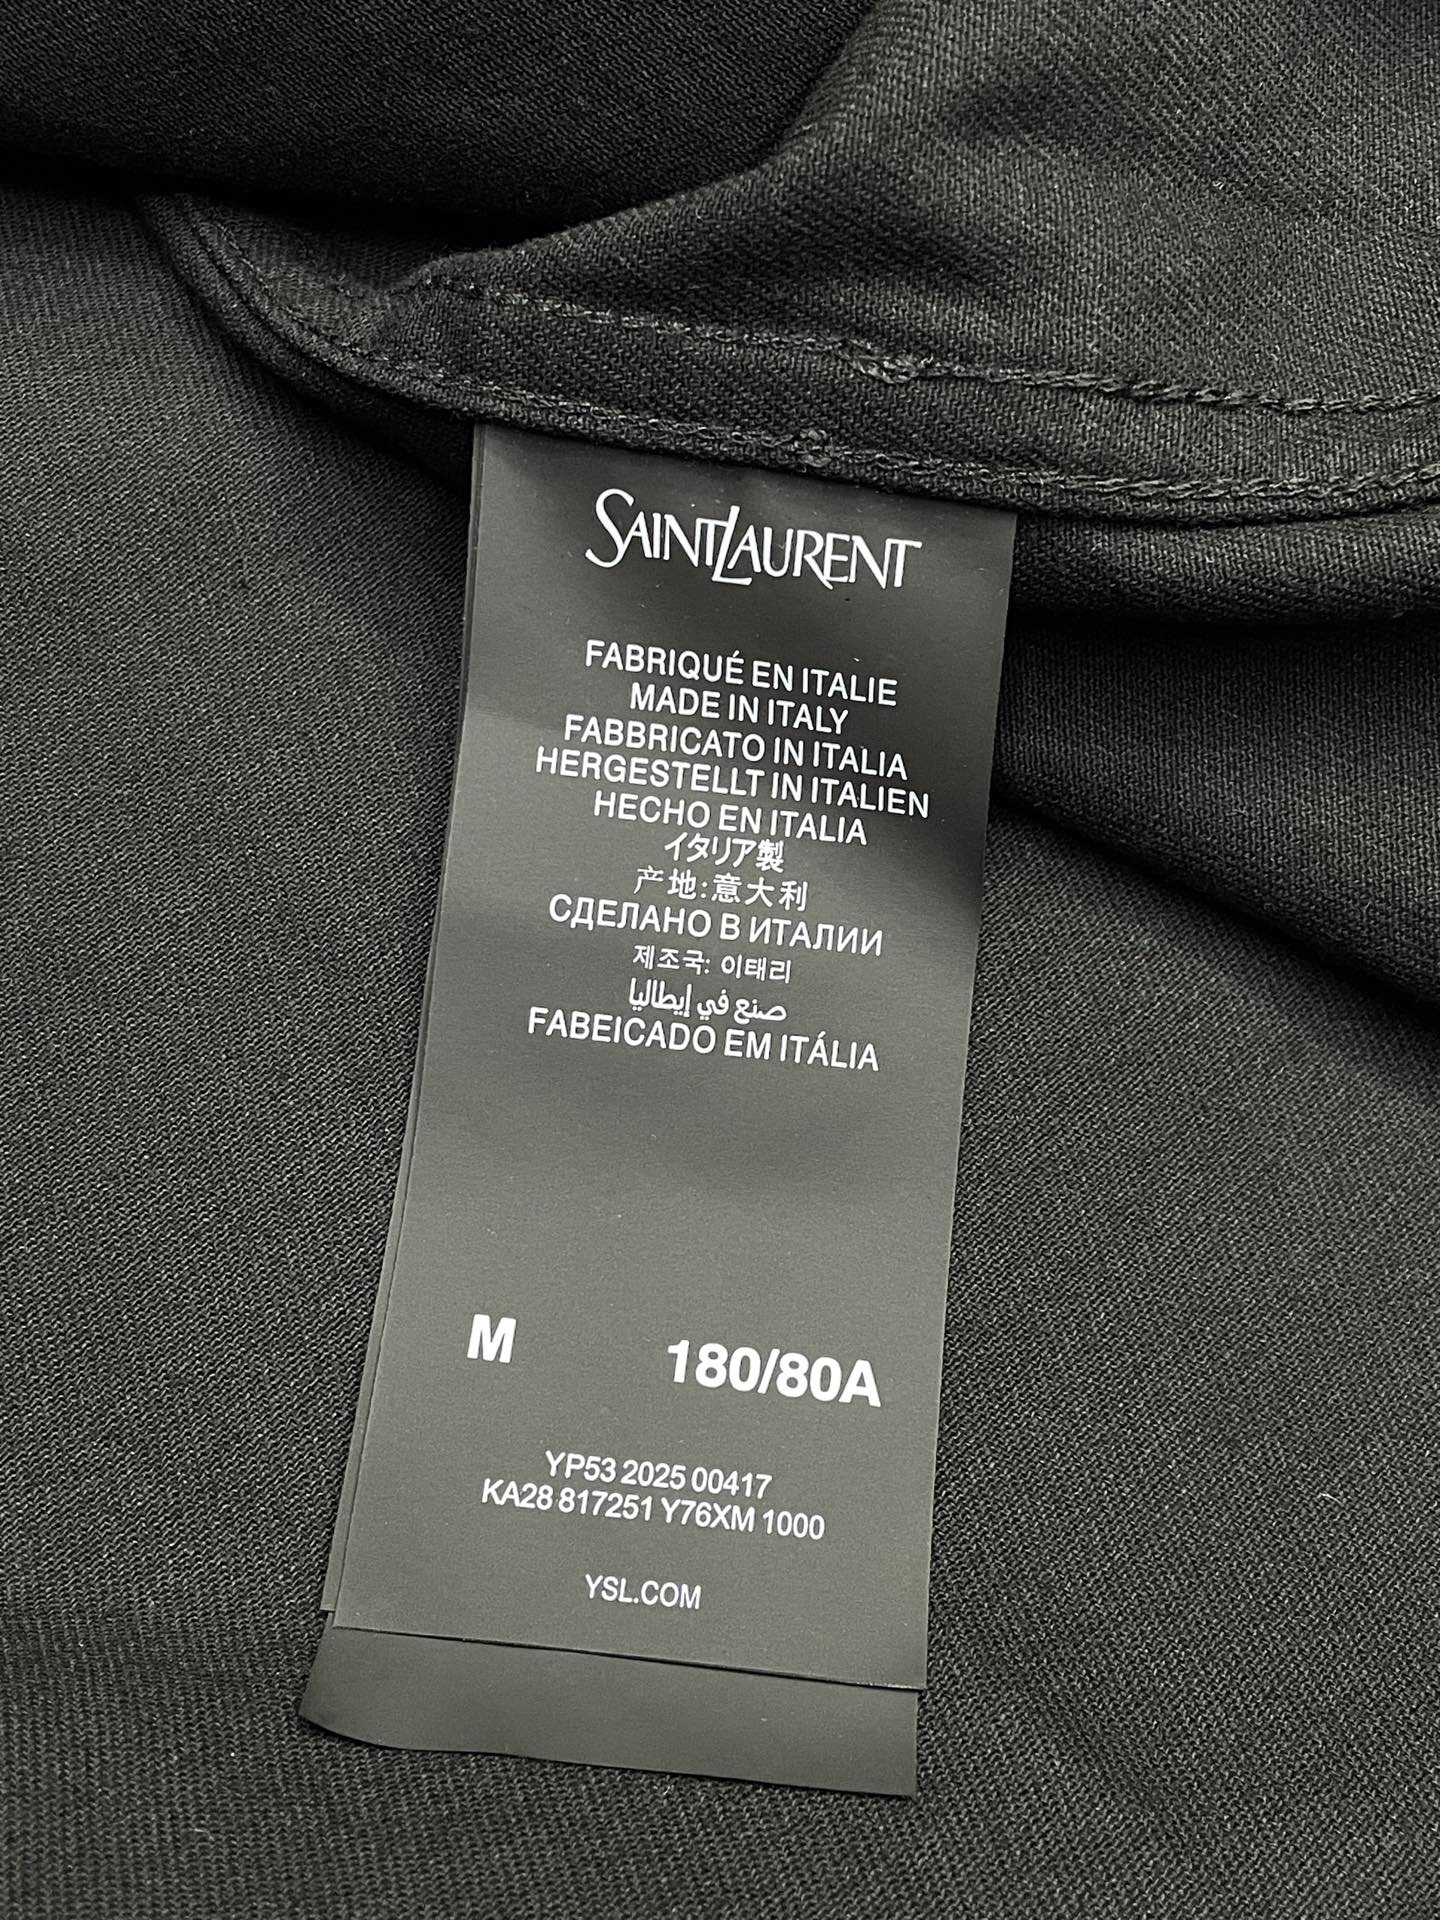 SAINT LAURENT
FABRIQUÉ EN ITALIE
MADE IN ITALY
FABBRICATO IN ITALIA
HERGESTELLT IN ITALIEN
HECHO EN ITALIA
イタリア製
产地:意大利
СДЕЛАНО В ИТАЛИИ
제조국: 이태리
صنع في إيطاليا
FABEICADO EM ITÁLIA
M 180/80A
YP53 2025 00417
KA28 817251 Y76XM 1000
YSL.COM